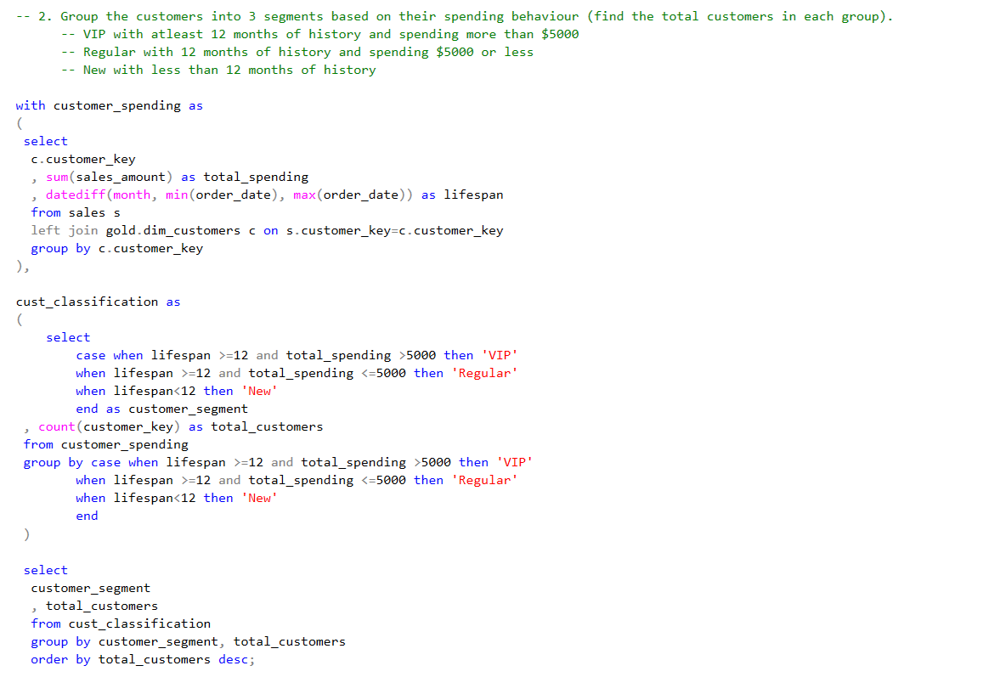 -- 2. Group the customers into 3 segments based on their spending behaviour (find the total customers in each group).
-- VIP with atleast 12 months of history and spending more than $5000
-- Regular with 12 months of history and spending $5000 or less
-- New with less than 12 months of history
with customer_spending as
(
select
c.customer_key
, sum(sales_amount) as total_spending
, datediff(month, min(order_date), max(order_date)) as lifespan
from sales s
left join gold.dim_customers c on s.customer_key=c.customer_key
group by c.customer_key
),
cust_classification as
(
select
case when lifespan >=12 and total_spending >5000 then 'VIP'
when lifespan >=12 and total_spending <=5000 then 'Regular'
when lifespan<12 then 'New'
end as customer_segment
, count(customer_key) as total_customers
from customer_spending
group by case when lifespan >=12 and total_spending >5000 then 'VIP'
when lifespan >=12 and total_spending <=5000 then 'Regular'
when lifespan<12 then 'New'
end
)
select
customer_segment
, total_customers
from cust_classification
group by customer_segment, total_customers
order by total_customers desc;